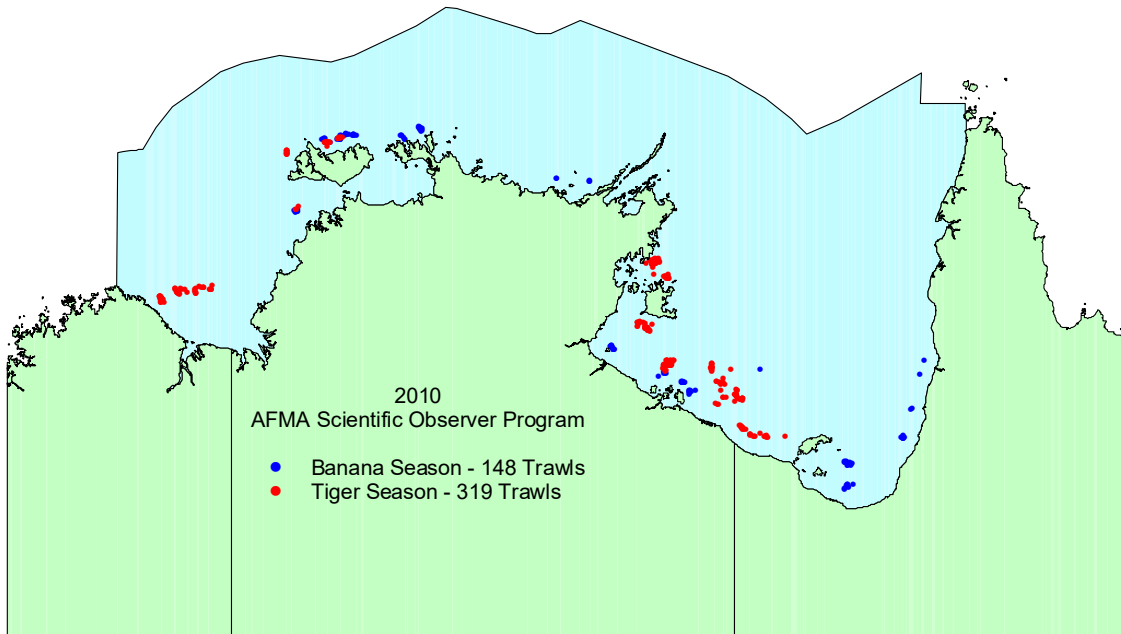 2010
AFMA Scientific Observer Program
Banana Season - 148 Trawls
Tiger Season - 319 Trawls